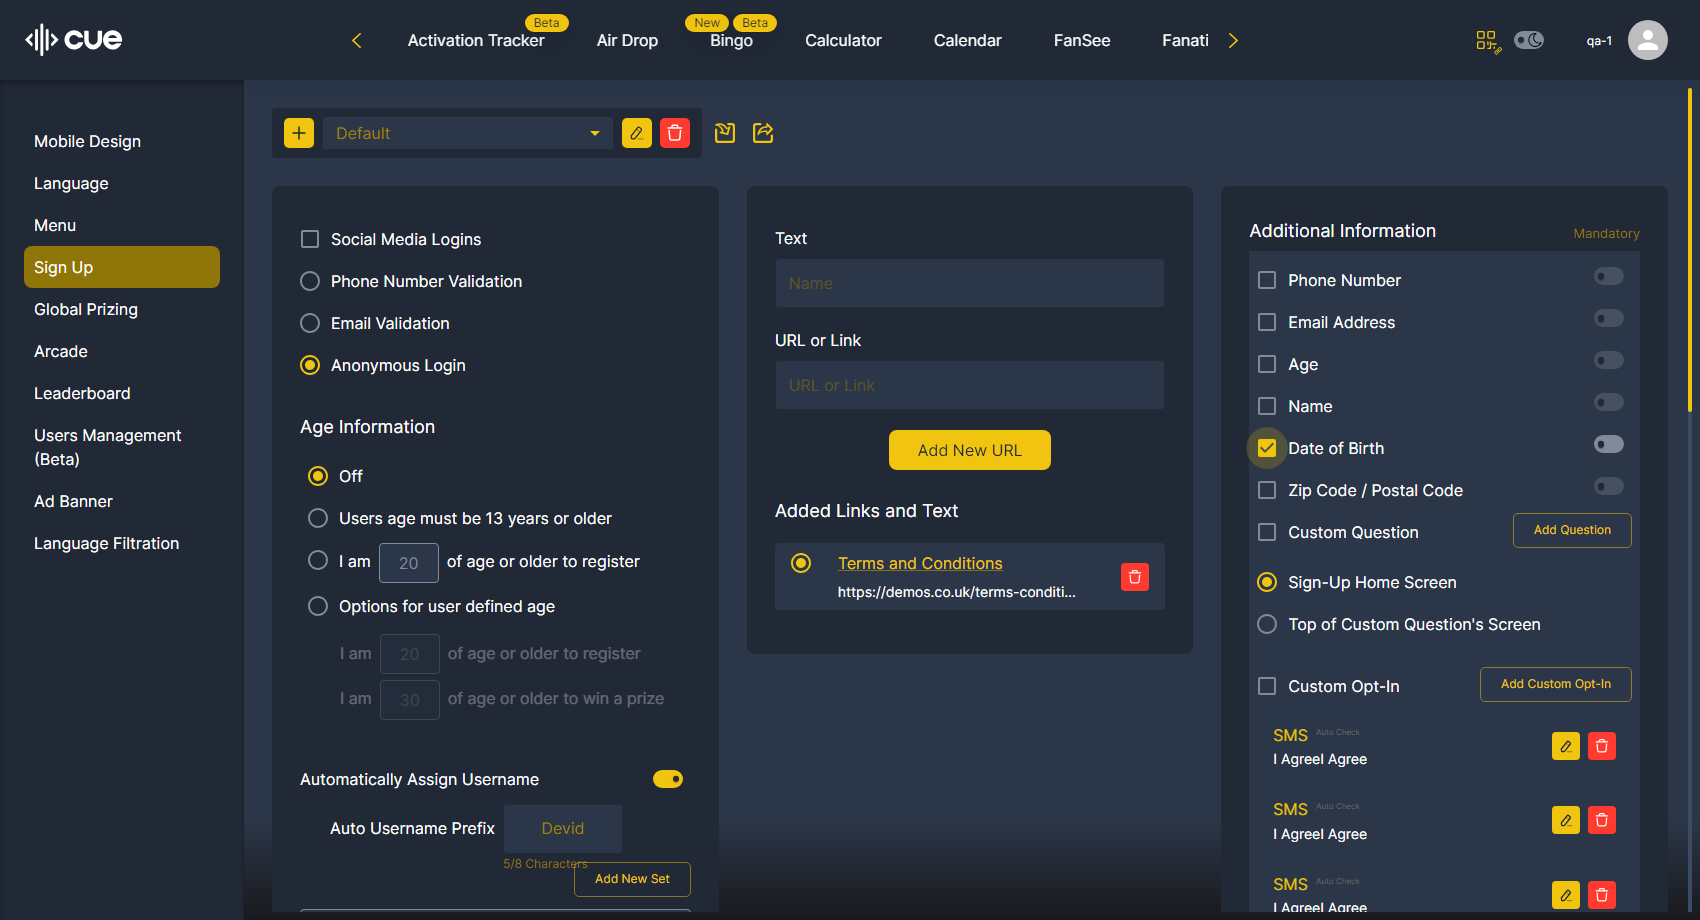 cue
Activation Tracker
Beta
Air Drop
New
Beta
Bingo
Calculator
Calendar
FanSee
Fanati
qa-1
Mobile Design
Language
Menu
Sign Up
Global Prizing
Arcade
Leaderboard
Users Management
(Beta)
Ad Banner
Language Filtration
Default
Social Media Logins
Phone Number Validation
Email Validation
Anonymous Login
Age Information
Off
Users age must be 13 years or older
I am 20 of age or older to register
Options for user defined age
I am 20 of age or older to register
I am 30 of age or older to win a prize
Automatically Assign Username
Auto Username Prefix Devid
5/8 Characters
Add New Set
Text
Name
URL or Link
URL or Link
Add New URL
Added Links and Text
Terms and Conditions
https://demos.co.uk/terms-conditi...
Additional Information Mandatory
Phone Number
Email Address
Age
Name
Date of Birth
Zip Code / Postal Code
Custom Question Add Question
Sign-Up Home Screen
Top of Custom Question's Screen
Custom Opt-In Add Custom Opt-In
SMS Auto Check
I AgreeI Agree
SMS Auto Check
I AgreeI Agree
SMS Auto Check
I AgreeI Agree